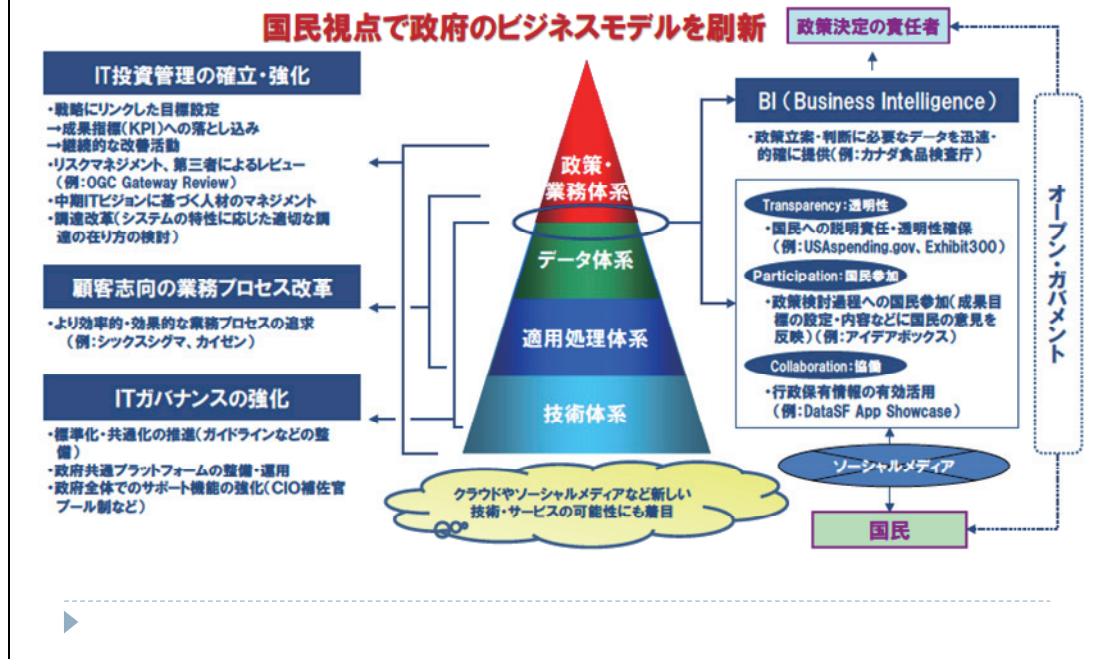 国民視点で政府のビジネスモデルを刷新
政策決定の責任者
IT投資管理の確立・強化
・戦略にリンクした目標設定
→成果指標(KPI)への落とし込み
→継続的な改善活動
・リスクマネジメント、第三者によるレビュー
(例:OGC Gateway Review)
・中期ITビジョンに基づく人材のマネジメント
・調達改革(システムの特性に応じた適切な調
達の在り方の検討)
顧客志向の業務プロセス改革
・より効率的・効果的な業務プロセスの追求
(例:シックスシグマ、カイゼン)
ITガバナンスの強化
・標準化・共通化の推進(ガイドラインなどの整
備)
・政府共通プラットフォームの整備・運用
・政府全体でのサポート機能の強化(CIO補佐官
プール制など)
政策・
業務体系
データ体系
適用処理体系
技術体系
クラウドやソーシャルメディアなど新しい
技術・サービスの可能性にも着目
BI(Business Intelligence)
・政策立案・判断に必要なデータを迅速・
的確に提供(例:カナダ食品検査庁)
Transparency:透明性
・国民への説明責任・透明性確保
(例:USAspending.gov、Exhibit300)
Participation:国民参加
・政策検討過程への国民参加(成果目
標の設定・内容などに国民の意見を
反映)(例:アイデアボックス)
Collaboration:協働
・行政保有情報の有効活用
(例:DataSF App Showcase)
ソーシャルメディア
国民
オープン・ガバメント